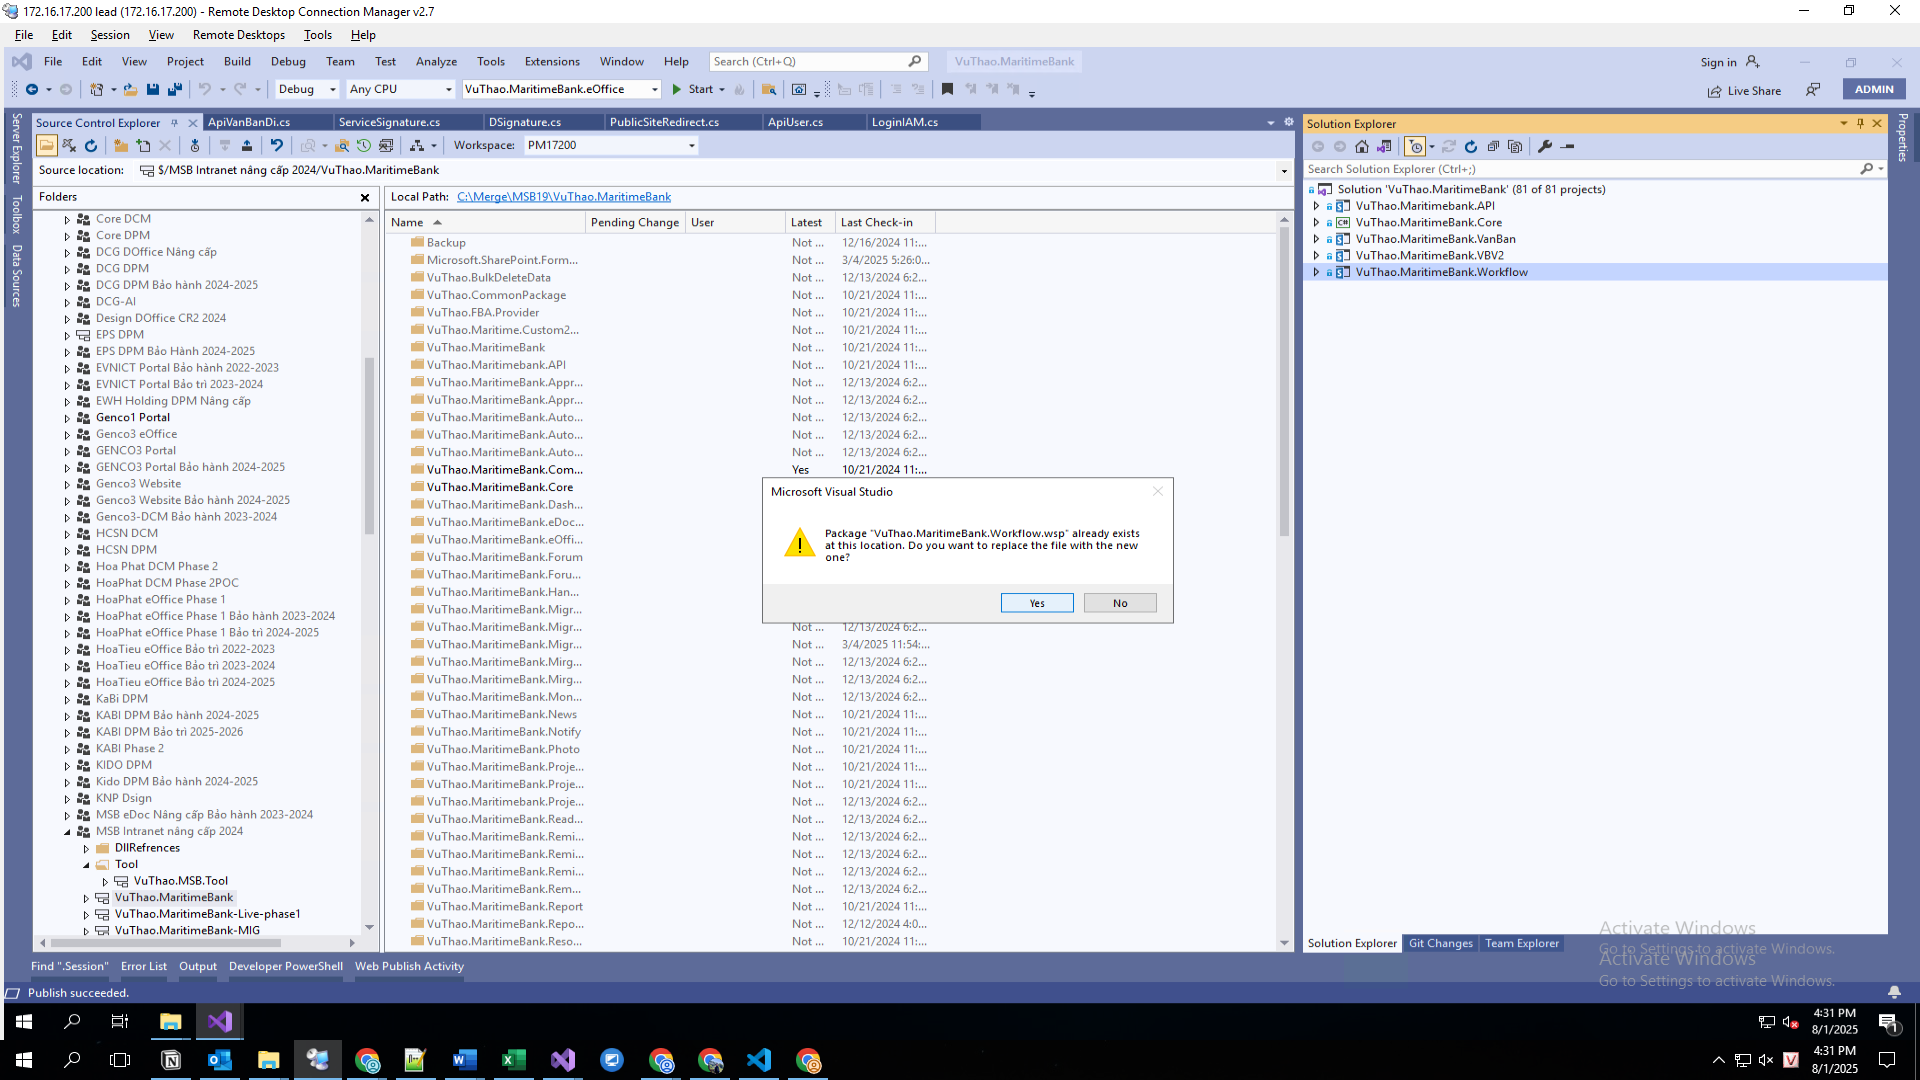 172.16.17.200 lead (172.16.17.200) - Remote Desktop Connection Manager v2.7
File Edit Session View Remote Desktops Tools Help
File Edit View Project Build Debug Team Test Analyze Tools Extensions Window Help Search (Ctrl+Q) VuThao.MaritimeBank Sign in
Debug Any CPU VuThao.MaritimeBank.eOffice Start Live Share ADMIN
Source Control Explorer ApiVanBanDi.cs ServiceSignature.cs DSignature.cs PublicSiteRedirect.cs ApiUser.cs LoginIAM.cs
Workspace: PM17200
Source location: $/MSB Intranet nâng cấp 2024/VuThao.MaritimeBank
Server Explorer
Toolbox
Data Sources
Folders
Core DCM
Core DPM
DCG DOffice Nâng cấp
DCG DPM
DCG DPM Bảo hành 2024-2025
DCG-AI
Design DOffice CR2 2024
EPS DPM
EPS DPM Bảo Hành 2024-2025
EVNICT Portal Bảo hành 2022-2023
EVNICT Portal Bảo trì 2023-2024
EWH Holding DPM Nâng cấp
Genco1 Portal
Genco3 eOffice
GENCO3 Portal
GENCO3 Portal Bảo hành 2024-2025
Genco3 Website
Genco3 Website Bảo hành 2024-2025
Genco3-DCM Bảo hành 2023-2024
HCSN DCM
HCSN DPM
Hoa Phat DCM Phase 2
HoaPhat DCM Phase 2POC
HoaPhat eOffice Phase 1
HoaPhat eOffice Phase 1 Bảo hành 2023-2024
HoaPhat eOffice Phase 1 Bảo trì 2024-2025
HoaTieu eOffice Bảo trì 2022-2023
HoaTieu eOffice Bảo trì 2023-2024
HoaTieu eOffice Bảo trì 2024-2025
KaBi DPM
KABI DPM Bảo hành 2024-2025
KABI DPM Bảo trì 2025-2026
KABI Phase 2
KIDO DPM
Kido DPM Bảo hành 2024-2025
KNP Dsign
MSB eDoc Nâng cấp Bảo hành 2023-2024
MSB Intranet nâng cấp 2024
DllRefrences
Tool
VuThao.MSB.Tool
VuThao.MaritimeBank
VuThao.MaritimeBank-Live-phase1
VuThao.MaritimeBank-MIG
Local Path: C:\Merge\MSB19\VuThao.MaritimeBank
Name Pending Change User Latest Last Check-in
Backup Not ... 12/16/2024 11:...
Microsoft.SharePoint.Form... Not ... 3/4/2025 5:26:0...
VuThao.BulkDeleteData Not ... 12/13/2024 6:2...
VuThao.CommonPackage Not ... 10/21/2024 11:...
VuThao.FBA.Provider Not ... 10/21/2024 11:...
VuThao.Maritime.Custom2... Not ... 10/21/2024 11:...
VuThao.MaritimeBank Not ... 10/21/2024 11:...
VuThao.Maritimebank.API Not ... 10/21/2024 11:...
VuThao.MaritimeBank.Appr... Not ... 12/13/2024 6:2...
VuThao.MaritimeBank.Appr... Not ... 12/13/2024 6:2...
VuThao.MaritimeBank.Auto... Not ... 12/13/2024 6:2...
VuThao.MaritimeBank.Auto... Not ... 12/13/2024 6:2...
VuThao.MaritimeBank.Auto... Not ... 12/13/2024 6:2...
VuThao.MaritimeBank.Com... Yes 10/21/2024 11:...
VuThao.MaritimeBank.Core
VuThao.MaritimeBank.Dash...
VuThao.MaritimeBank.eDoc...
VuThao.MaritimeBank.eOffi...
VuThao.MaritimeBank.Forum
VuThao.MaritimeBank.Foru...
VuThao.MaritimeBank.Han...
VuThao.MaritimeBank.Migr...
VuThao.MaritimeBank.Migr... Not ... 12/13/2024 6:2...
VuThao.MaritimeBank.Migr... Not ... 3/4/2025 11:54:...
VuThao.MaritimeBank.Mirg... Not ... 12/13/2024 6:2...
VuThao.MaritimeBank.Mirg... Not ... 12/13/2024 6:2...
VuThao.MaritimeBank.Mon... Not ... 12/13/2024 6:2...
VuThao.MaritimeBank.News Not ... 10/21/2024 11:...
VuThao.MaritimeBank.Notify Not ... 10/21/2024 11:...
VuThao.MaritimeBank.Photo Not ... 10/21/2024 11:...
VuThao.MaritimeBank.Proje... Not ... 10/21/2024 11:...
VuThao.MaritimeBank.Proje... Not ... 10/21/2024 11:...
VuThao.MaritimeBank.Proje... Not ... 12/13/2024 6:2...
VuThao.MaritimeBank.Read... Not ... 12/13/2024 6:2...
VuThao.MaritimeBank.Remi... Not ... 12/13/2024 6:2...
VuThao.MaritimeBank.Remi... Not ... 12/13/2024 6:2...
VuThao.MaritimeBank.Remi... Not ... 12/13/2024 6:2...
VuThao.MaritimeBank.Rem... Not ... 12/13/2024 6:2...
VuThao.MaritimeBank.Report Not ... 10/21/2024 11:...
VuThao.MaritimeBank.Repo... Not ... 12/12/2024 4:0...
VuThao.MaritimeBank.Reso... Not ... 10/21/2024 11:...
Microsoft Visual Studio
Package "VuThao.MaritimeBank.Workflow.wsp" already exists
at this location. Do you want to replace the file with the new
one?
Yes No
Solution Explorer
Search Solution Explorer (Ctrl+;)
Solution 'VuThao.MaritimeBank' (81 of 81 projects)
VuThao.Maritimebank.API
VuThao.MaritimeBank.Core
VuThao.MaritimeBank.VanBan
VuThao.MaritimeBank.VBV2
VuThao.MaritimeBank.Workflow
Properties
Activate Windows
Go to Settings to activate Windows.
Activate Windows
Go to Settings to activate Windows.
Solution Explorer Git Changes Team Explorer
Find ".Session" Error List Output Developer PowerShell Web Publish Activity
Publish succeeded.
4:31 PM
8/1/2025
1
4:31 PM
8/1/2025